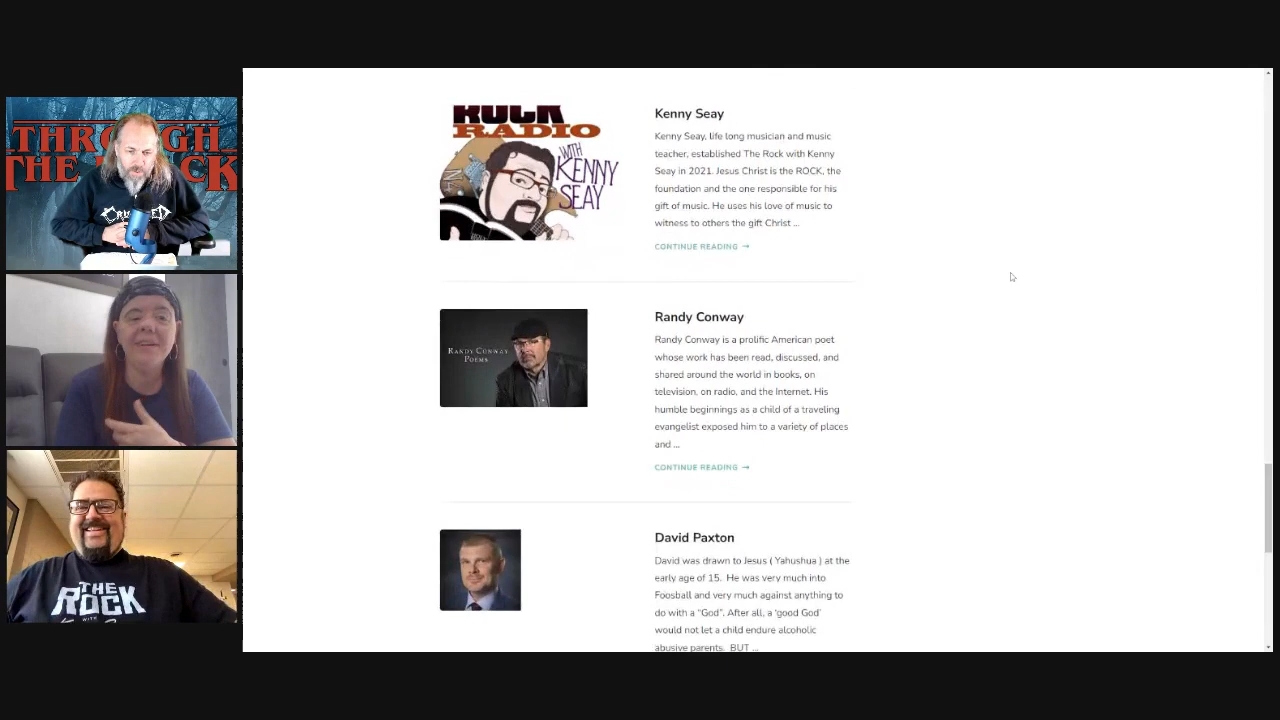 THROUGH
THE ROCK
THE
ROCK
WITH
ROCK
RADIO
WITH
KENNY
SEAY
Kenny Seay
Kenny Seay, life long musician and music
teacher, established The Rock with Kenny
Seay in 2021. Jesus Christ is the ROCK, the
foundation and the one responsible for his
gift of music. He uses his love of music to
witness to others the gift Christ ...
CONTINUE READING →
RANDY CONWAY
POEMS
Randy Conway
Randy Conway is a prolific American poet
whose work has been read, discussed, and
shared around the world in books, on
television, on radio, and the Internet. His
humble beginnings as a child of a traveling
evangelist exposed him to a variety of places
and ...
CONTINUE READING →
David Paxton
David was drawn to Jesus ( Yahushua ) at the
early age of 15. He was very much into
Foosball and very much against anything to
do with a “God”. After all, a ‘good God’
would not let a child endure alcoholic
abusive parents. BUT ...